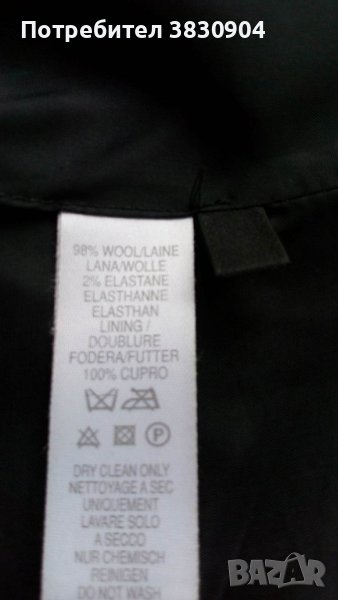 Потребител 3830904
98% WOOL/LAINE
LANA/WOLLE
2% ELASTANE
ELASTHANNE
ELASTHAN
LINING /
DOUBLURE
FODERA/FUTTER
100% CUPRO
P
DRY CLEAN ONLY
NETTOYAGE A SEC
UNIQUEMENT
LAVARE SOLO
A SECCO
NUR CHEMISCH
REINIGEN
DO NOT WASH
BAZAR